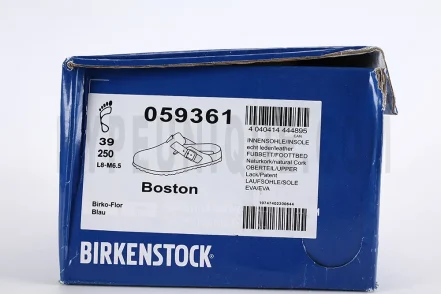 059361
39
250
L8-M6.5
Boston
Birko-Flor
Blau
4 040414 444895
EAN
INNENSOHLE/INSOLE
echt leder/leather
FUßBETT/FOOTBED
Naturkork/natural Cork
OBERTEIL/UPPER
Lack/Patent
LAUFSOHLE/SOLE
EVA/EVA
BIRKENSTOCK